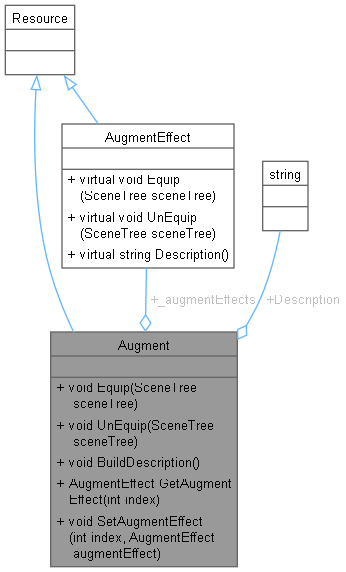 Resource
AugmentEffect
+ virtual void Equip
(SceneTree sceneTree)
+ virtual void UnEquip
(SceneTree sceneTree)
+ virtual string Description()
string
+_augmentEffects
+Description
Augment
+ void Equip(SceneTree
sceneTree)
+ void UnEquip(SceneTree
sceneTree)
+ void BuildDescription()
+ AugmentEffect GetAugment
Effect(int index)
+ void SetAugmentEffect
(int index, AugmentEffect
augmentEffect)